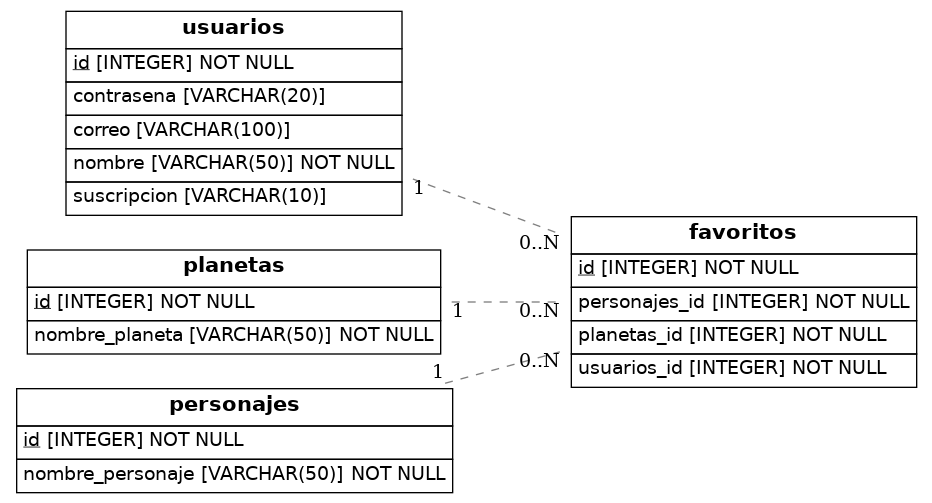 usuarios
id [INTEGER] NOT NULL
contrasena [VARCHAR(20)]
correo [VARCHAR(100)]
nombre [VARCHAR(50)] NOT NULL
suscripcion [VARCHAR(10)]
1
0..N
planetas
id [INTEGER] NOT NULL
nombre_planeta [VARCHAR(50)] NOT NULL
1
0..N
personajes
id [INTEGER] NOT NULL
nombre_personaje [VARCHAR(50)] NOT NULL
1
0..N
favoritos
id [INTEGER] NOT NULL
personajes_id [INTEGER] NOT NULL
planetas_id [INTEGER] NOT NULL
usuarios_id [INTEGER] NOT NULL